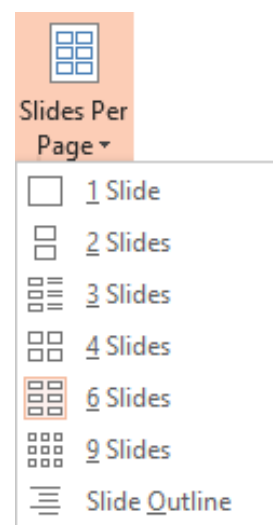 Slides Per
Page
1 Slide
2 Slides
3 Slides
4 Slides
6 Slides
9 Slides
Slide Outline